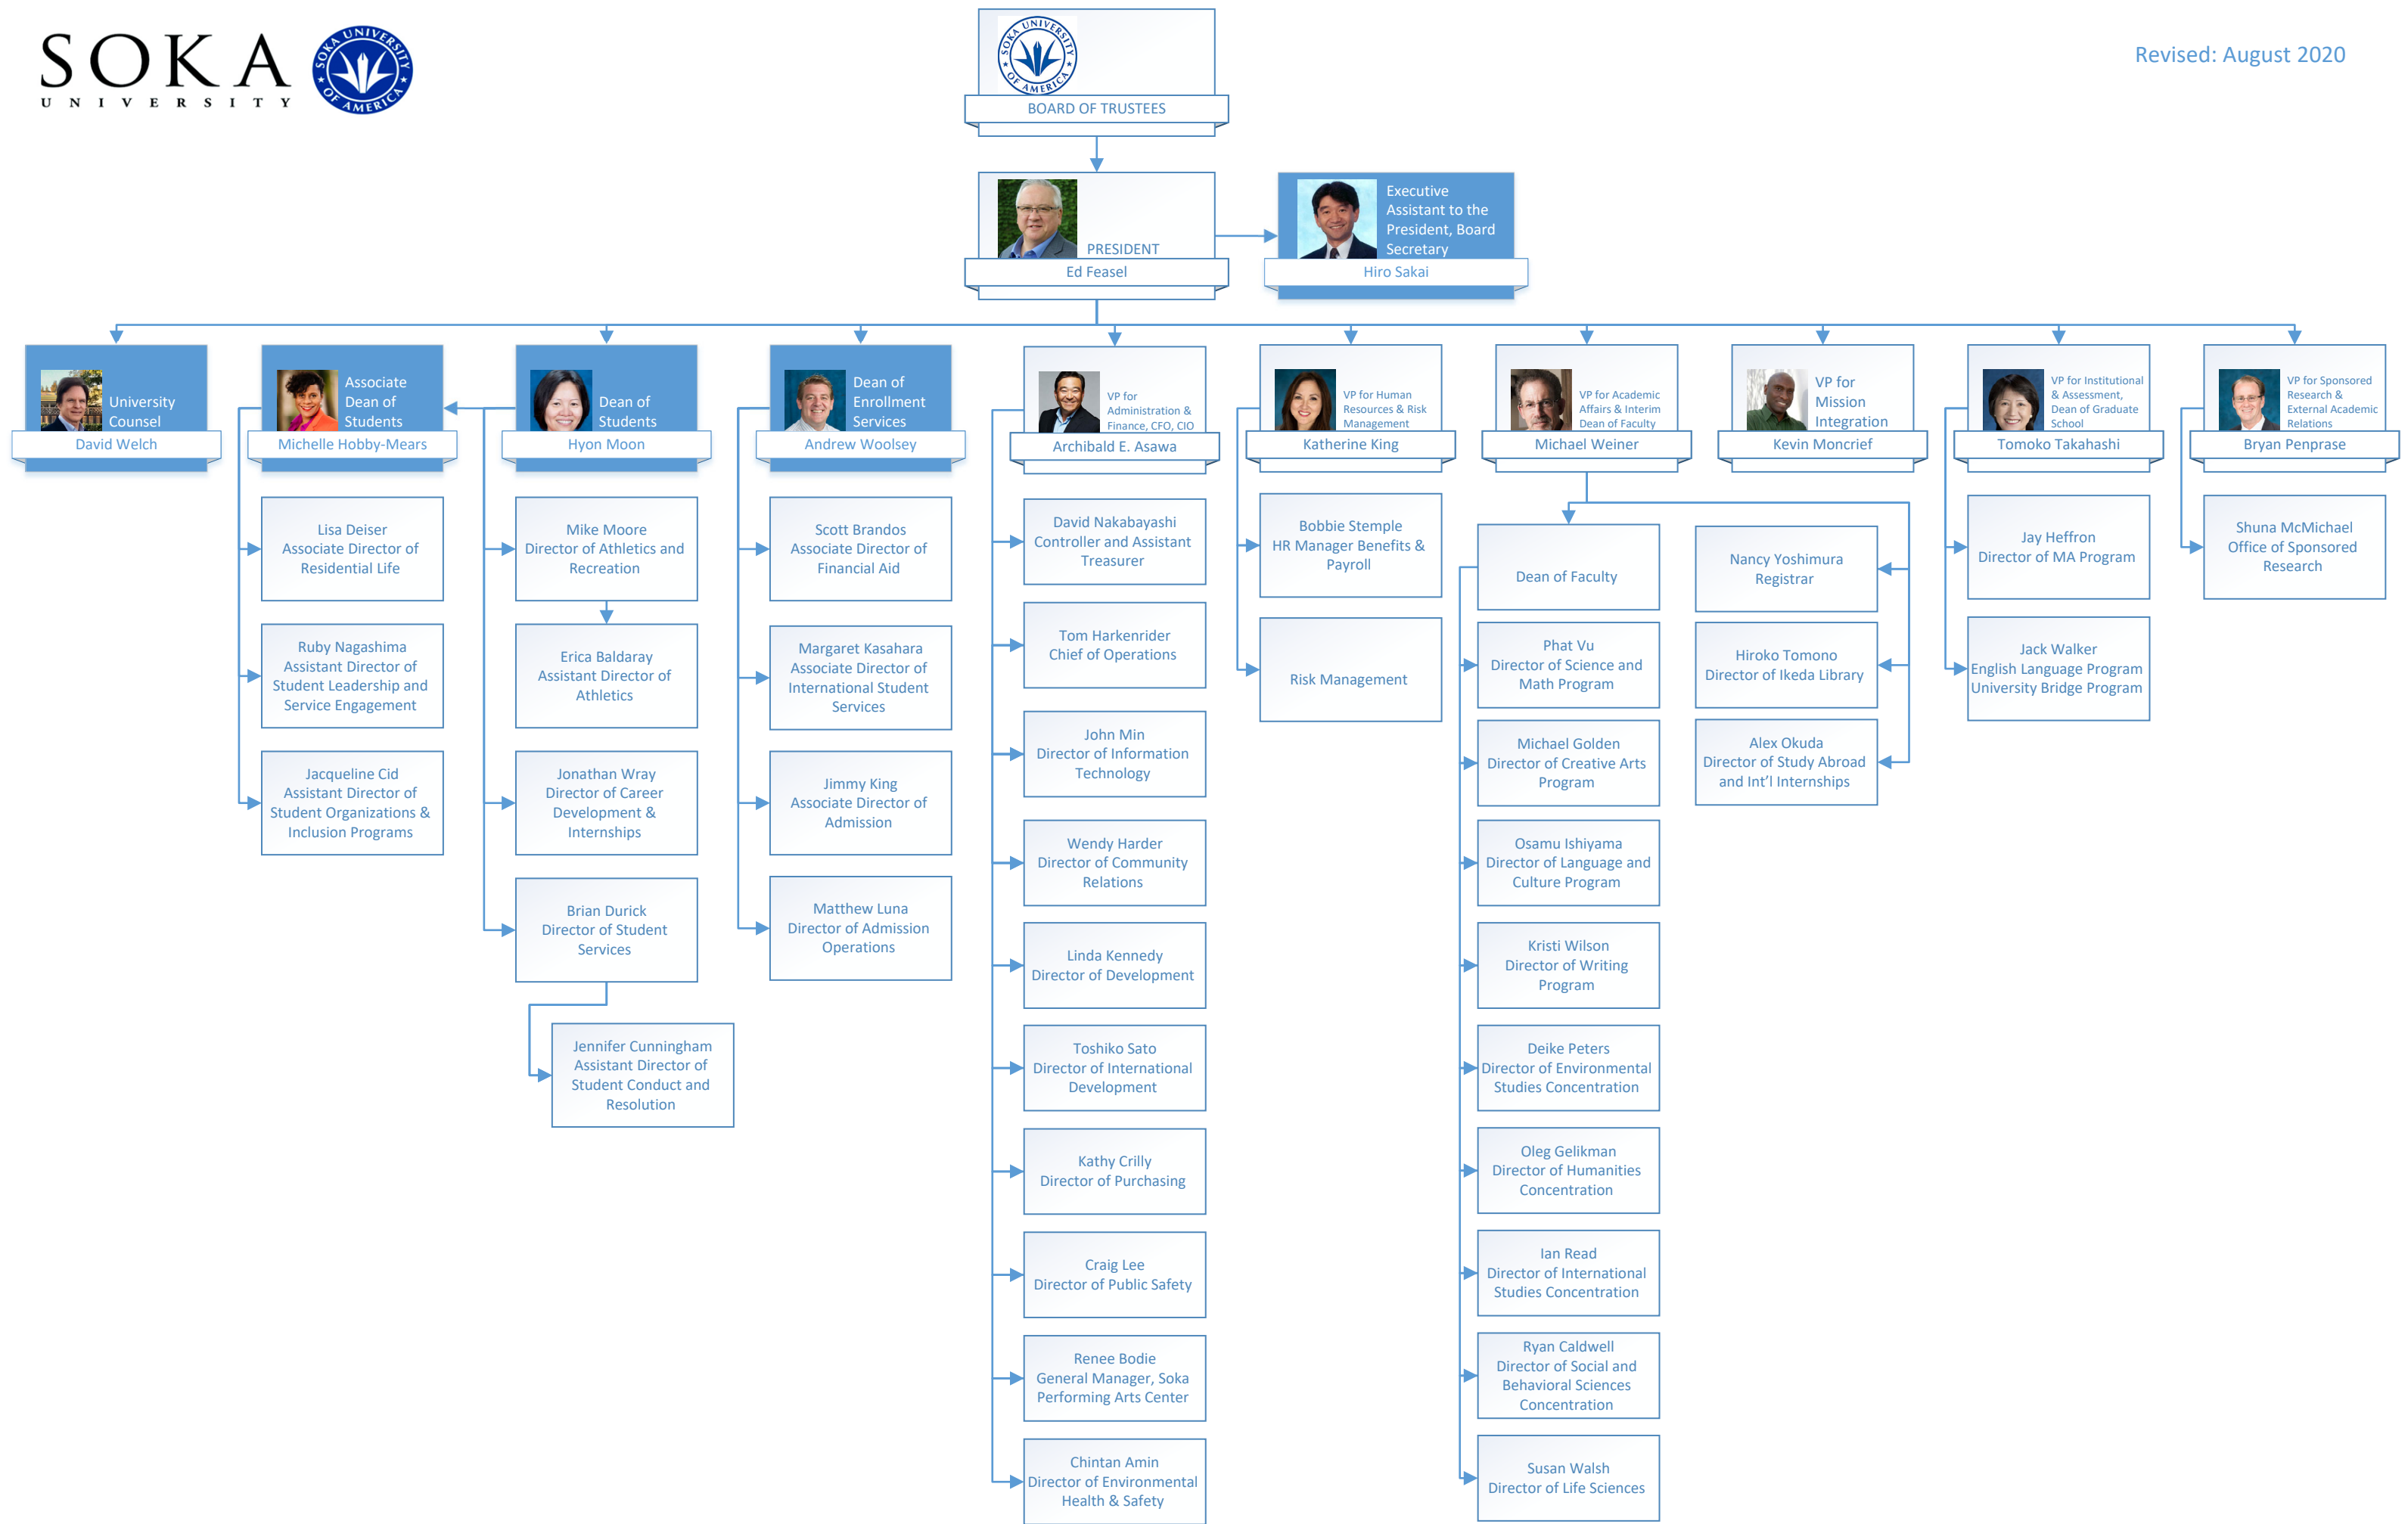 SOKA
UNIVERSITY
SOKA UNIVERSITY
OF AMERICA
SOKA UNIVERSITY
OF AMERICA
BOARD OF TRUSTEES
Revised: August 2020
PRESIDENT
Ed Feasel
Executive
Assistant to the
President, Board
Secretary
Hiro Sakai
University
Counsel
David Welch
Associate
Dean of
Students
Michelle Hobby-Mears
Dean of
Students
Hyon Moon
Dean of
Enrollment
Services
Andrew Woolsey
VP for
Administration &
Finance, CFO, CIO
Archibald E. Asawa
VP for Human
Resources & Risk
Management
Katherine King
VP for Academic
Affairs & Interim
Dean of Faculty
Michael Weiner
VP for
Mission
Integration
Kevin Moncrief
VP for Institutional
& Assessment,
Dean of Graduate
School
Tomoko Takahashi
VP for Sponsored
Research &
External Academic
Relations
Bryan Penprase
Lisa Deiser
Associate Director of
Residential Life
Ruby Nagashima
Assistant Director of
Student Leadership and
Service Engagement
Jacqueline Cid
Assistant Director of
Student Organizations &
Inclusion Programs
Mike Moore
Director of Athletics and
Recreation
Erica Baldaray
Assistant Director of
Athletics
Jonathan Wray
Director of Career
Development &
Internships
Brian Durick
Director of Student
Services
Jennifer Cunningham
Assistant Director of
Student Conduct and
Resolution
Scott Brandos
Associate Director of
Financial Aid
Margaret Kasahara
Associate Director of
International Student
Services
Jimmy King
Associate Director of
Admission
Matthew Luna
Director of Admission
Operations
David Nakabayashi
Controller and Assistant
Treasurer
Tom Harkenrider
Chief of Operations
John Min
Director of Information
Technology
Wendy Harder
Director of Community
Relations
Linda Kennedy
Director of Development
Toshiko Sato
Director of International
Development
Kathy Crilly
Director of Purchasing
Craig Lee
Director of Public Safety
Renee Bodie
General Manager, Soka
Performing Arts Center
Chintan Amin
Director of Environmental
Health & Safety
Bobbie Stemple
HR Manager Benefits &
Payroll
Risk Management
Dean of Faculty
Phat Vu
Director of Science and
Math Program
Michael Golden
Director of Creative Arts
Program
Osamu Ishiyama
Director of Language and
Culture Program
Kristi Wilson
Director of Writing
Program
Deike Peters
Director of Environmental
Studies Concentration
Oleg Gelikman
Director of Humanities
Concentration
Ian Read
Director of International
Studies Concentration
Ryan Caldwell
Director of Social and
Behavioral Sciences
Concentration
Susan Walsh
Director of Life Sciences
Nancy Yoshimura
Registrar
Hiroko Tomono
Director of Ikeda Library
Alex Okuda
Director of Study Abroad
and Int'l Internships
Jay Heffron
Director of MA Program
Jack Walker
English Language Program
University Bridge Program
Shuna McMichael
Office of Sponsored
Research